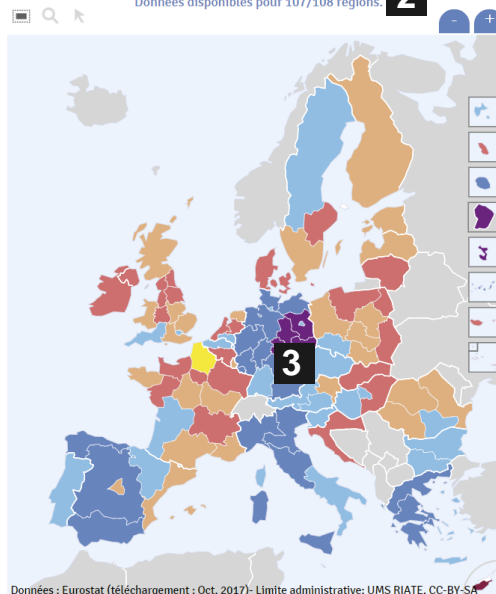 Données disponibles pour 107/108 régions.
2
-
+
3
Données : Eurostat (téléchargement : Oct. 2017)- Limite administrative: UMS RIATE, CC-BY-SA